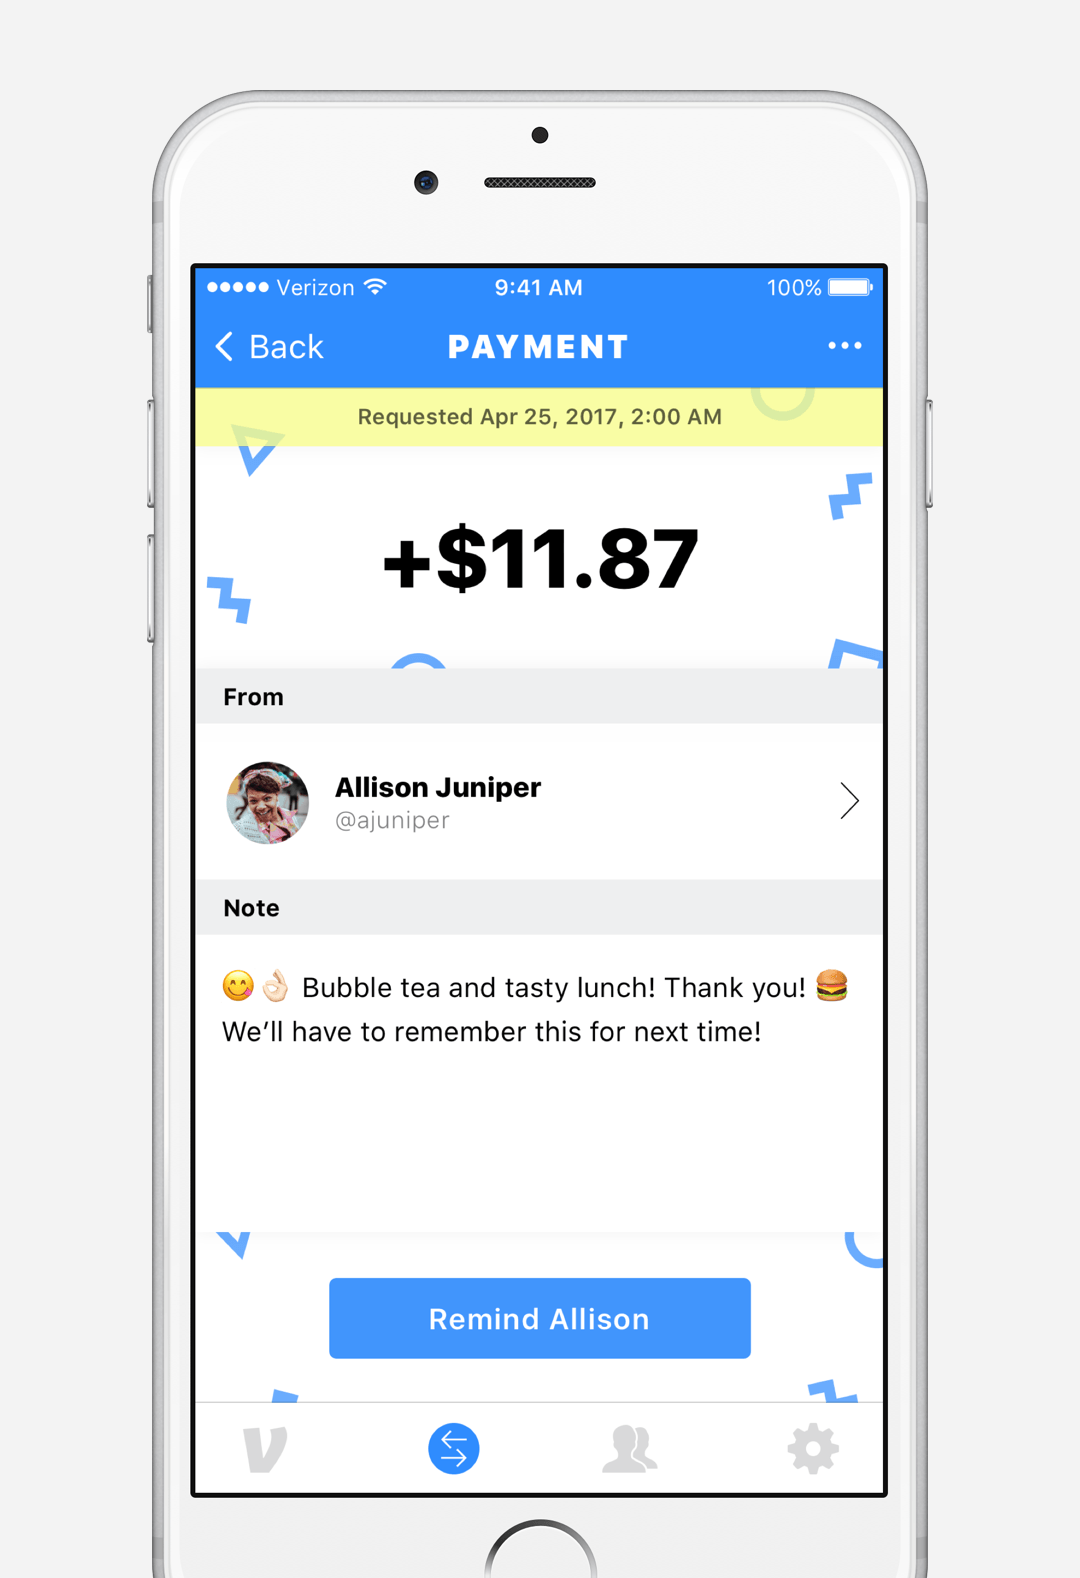 Verizon 9:41 AM 100%
Back PAYMENT
Requested Apr 25, 2017, 2:00 AM
+$11.87
From
Allison Juniper
@ajuniper
Note
😋👌🏻 Bubble tea and tasty lunch! Thank you! 🍔
We’ll have to remember this for next time!
Remind Allison